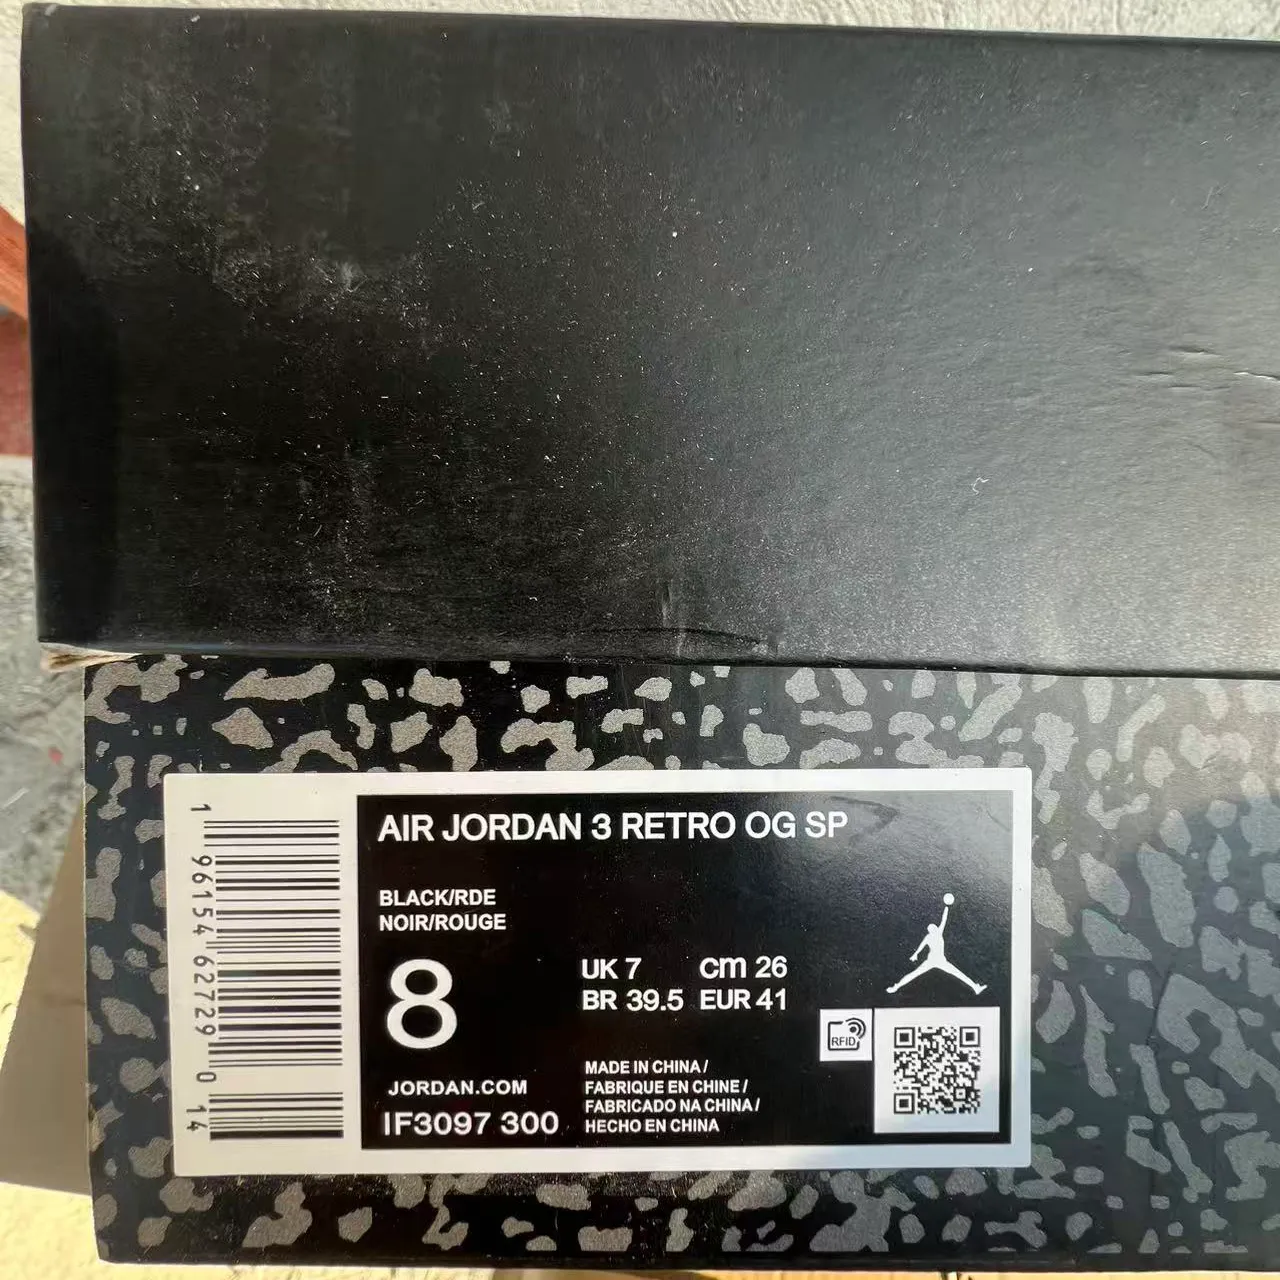 AIR JORDAN 3 RETRO OG SP
BLACK/RDE
NOIR/ROUGE
8
UK 7 cm 26
BR 39.5 EUR 41
RFID
JORDAN.COM
IF3097 300
MADE IN CHINA /
FABRIQUE EN CHINE /
FABRICADO NA CHINA /
HECHO EN CHINA
1 96154 62729 0 14